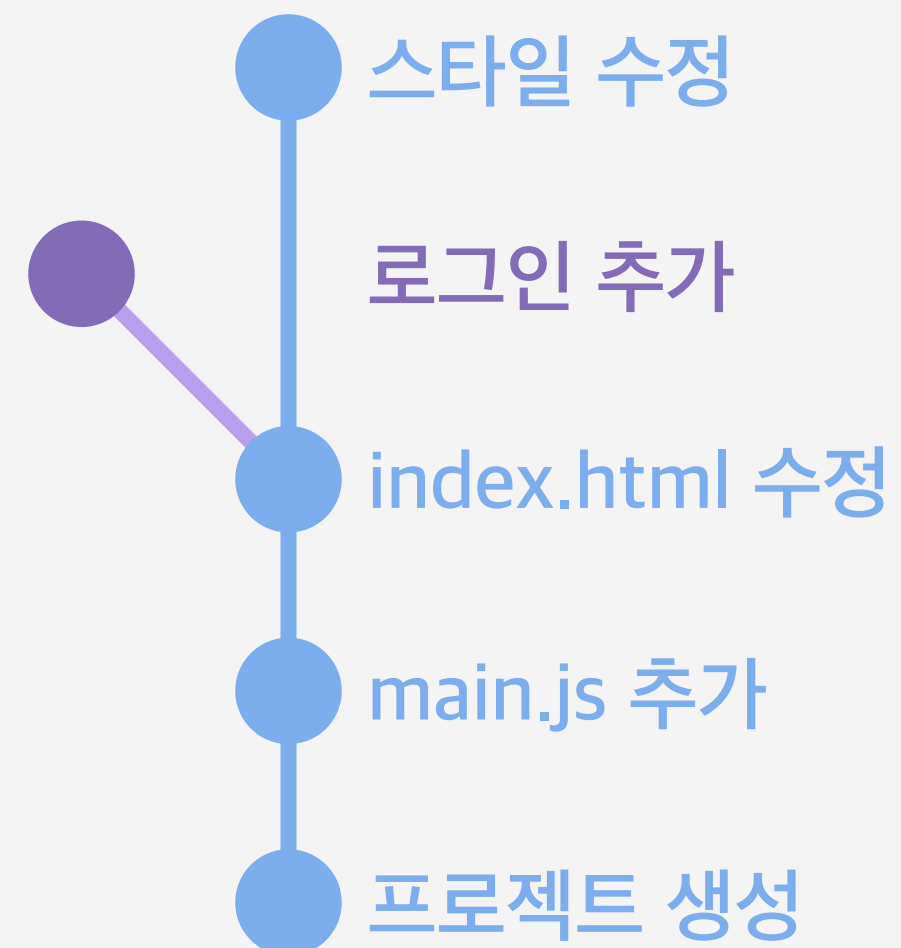 스타일 수정
로그인 추가
index.html 수정
main.js 추가
프로젝트 생성